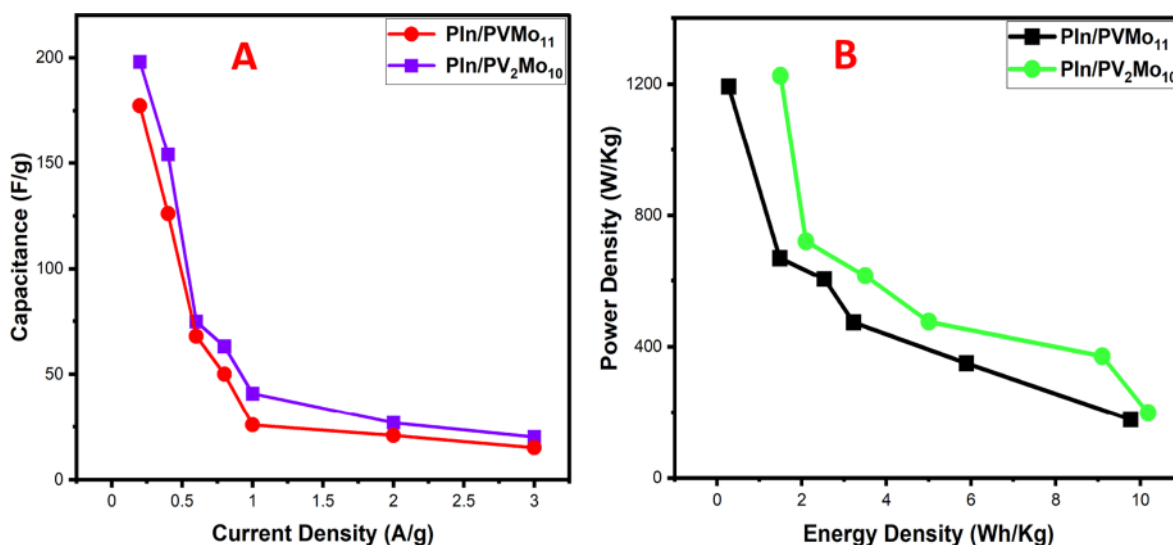 A
PIn/PVMo₁₁
PIn/PV₂Mo₁₀
Capacitance (F/g)
200
150
100
50
0
0 0.5 1 1.5 2 2.5 3
Current Density (A/g)
B
PIn/PVMo₁₁
PIn/PV₂Mo₁₀
Power Density (W/Kg)
1200
800
400
0
0 2 4 6 8 10
Energy Density (Wh/Kg)